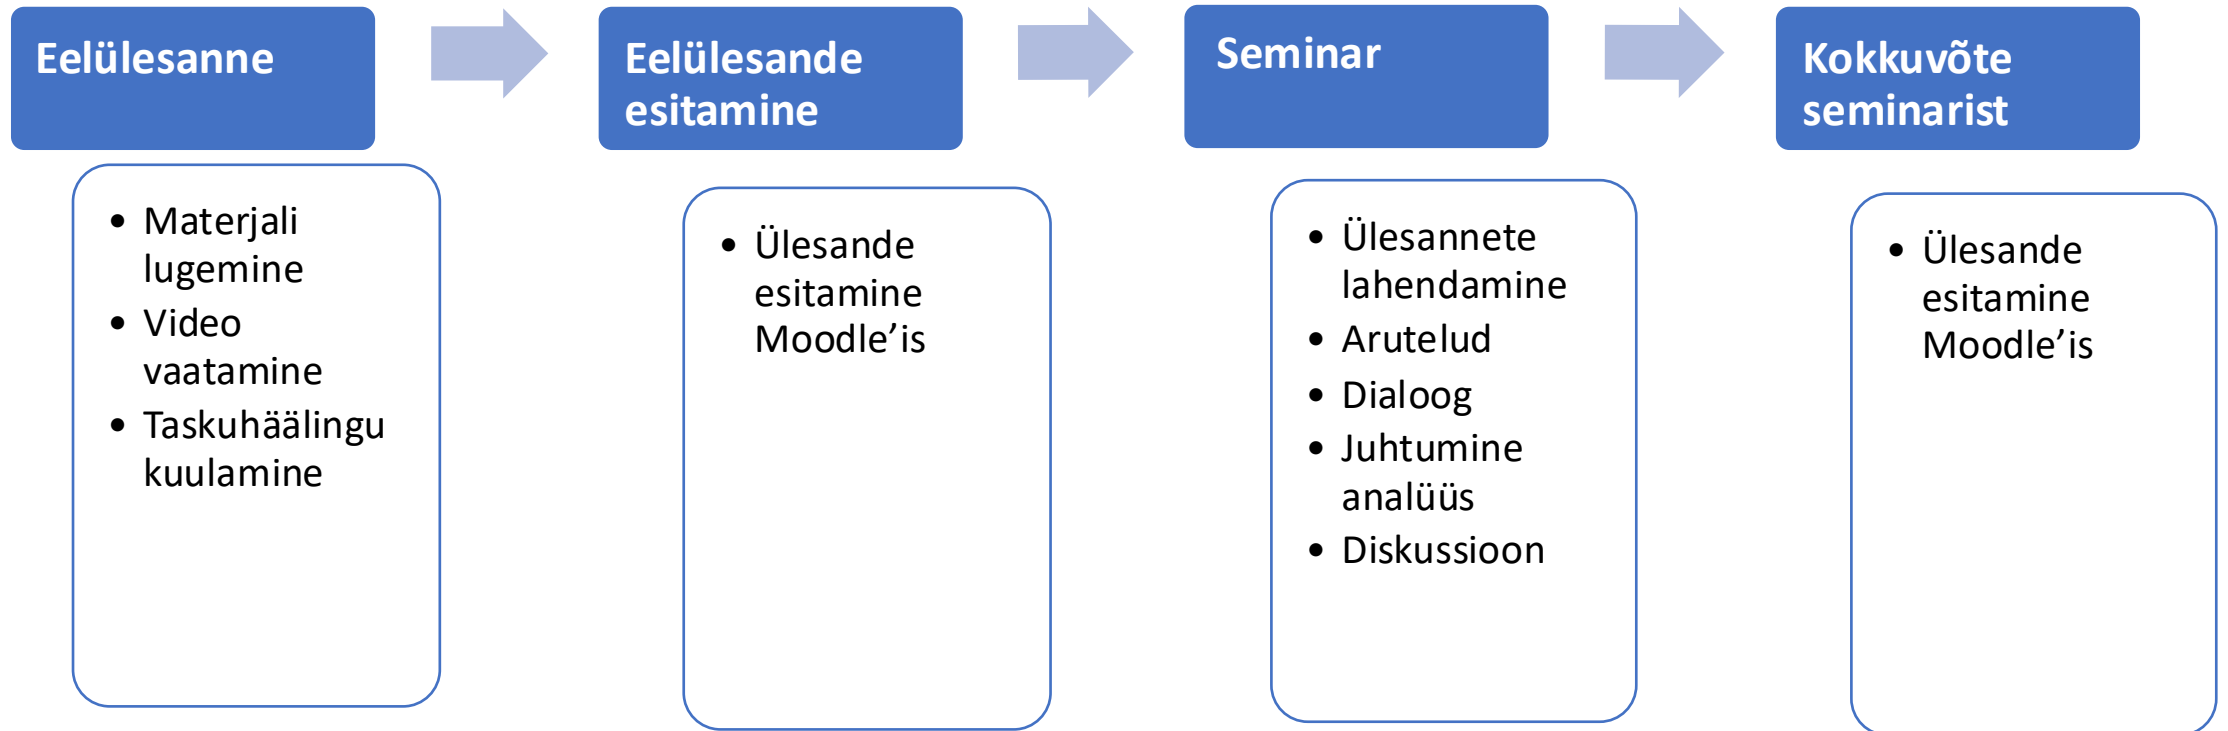 Eelülesanne
• Materjali
lugemine
• Video
vaatamine
• Taskuhäälingu
kuulamine
Eelülesande
esitamine
• Ülesande
esitamine
Moodle’is
Seminar
• Ülesannete
lahendamine
• Arutelud
• Dialoog
• Juhtumine
analüüs
• Diskussioon
Kokkuvõte
seminarist
• Ülesande
esitamine
Moodle’is